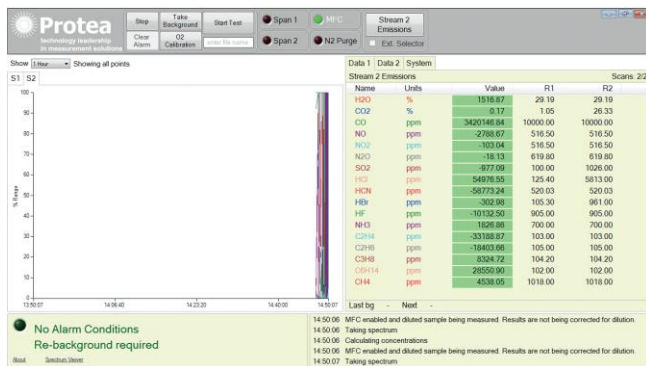 Protea
technology leadership
in measurement solutions
Stop
Take Background
Start Test
Clear Alarm
O2 Calibration
enter file name
Span 1
MFC
Span 2
N2 Purge
Stream 2 Emissions
Ext. Selector
Show 1 Hour Showing all points
S1 S2
Data 1 Data 2 System
Stream 2 Emissions Scans: 2/2
Name Units Value R1 R2
H2O % 1516.87 29.19 29.19
CO2 % 0.17 1.05 26.33
CO ppm 3420146.84 10000.00 10000.00
NO ppm -2788.67 516.50 516.50
NO2 ppm -103.04 516.50 516.50
N2O ppm -18.13 619.80 619.80
SO2 ppm -977.09 100.00 1026.00
HCl ppm 54976.55 125.40 5813.00
HCN ppm -58773.24 520.03 520.03
HBr ppm -302.98 105.30 961.00
HF ppm -10132.50 905.00 905.00
NH3 ppm 1826.86 700.00 700.00
C2H4 ppm -33188.87 103.00 103.00
C2H6 ppm -18403.66 105.00 105.00
C3H8 ppm 8324.72 104.20 104.20
C6H14 ppm 28550.90 102.00 102.00
CH4 ppm 4538.05 1018.00 1018.00
Last bg - Next -
% Range
100
90
80
70
60
50
40
30
20
10
0
13:50:07 14:06:40 14:23:20 14:40:00 14:50:07
No Alarm Conditions
Re-background required
About Spectrum Viewer
14:50:06 MFC enabled and diluted sample being measured. Results are not being corrected for dilution.
14:50:06 Taking spectrum
14:50:06 Calculating concentrations
14:50:06 MFC enabled and diluted sample being measured. Results are not being corrected for dilution.
14:50:07 Taking spectrum